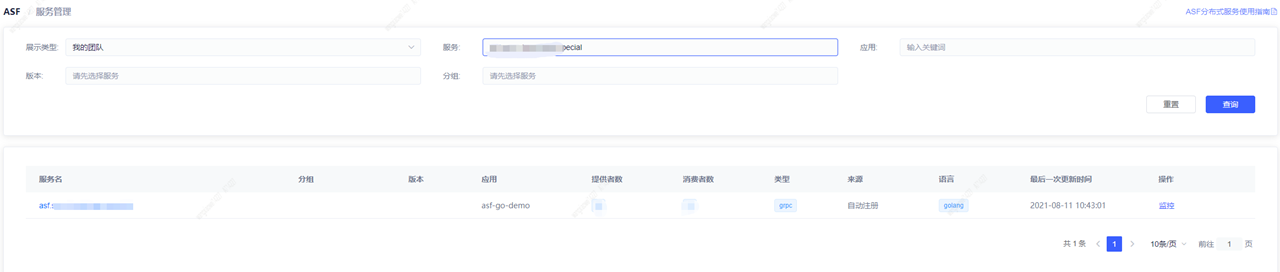 ASF / 服务管理 ASF分布式服务使用指南
展示类型: 我的团队 服务: pecial 应用: 输入关键词
版本: 请先选择服务 分组: 请先选择服务
重置 查询
服务名 分组 版本 应用 提供者数 消费者数 类型 来源 语言 最后一次更新时间 操作
asf. asf-go-demo grpc 自动注册 golang 2021-08-11 10:43:01 监控
共 1 条 1 10条/页 前往 1 页